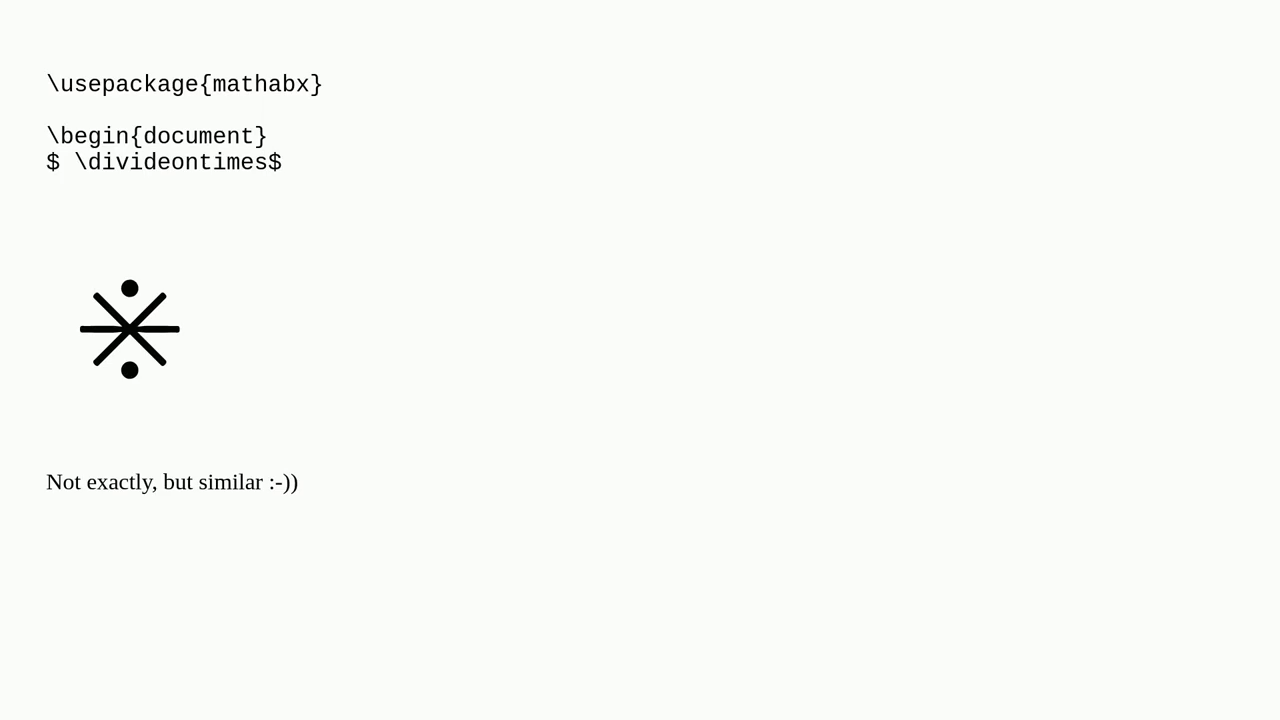 \usepackage{mathabx}
\begin{document}
$ \divideontimes$
Not exactly, but similar :-))